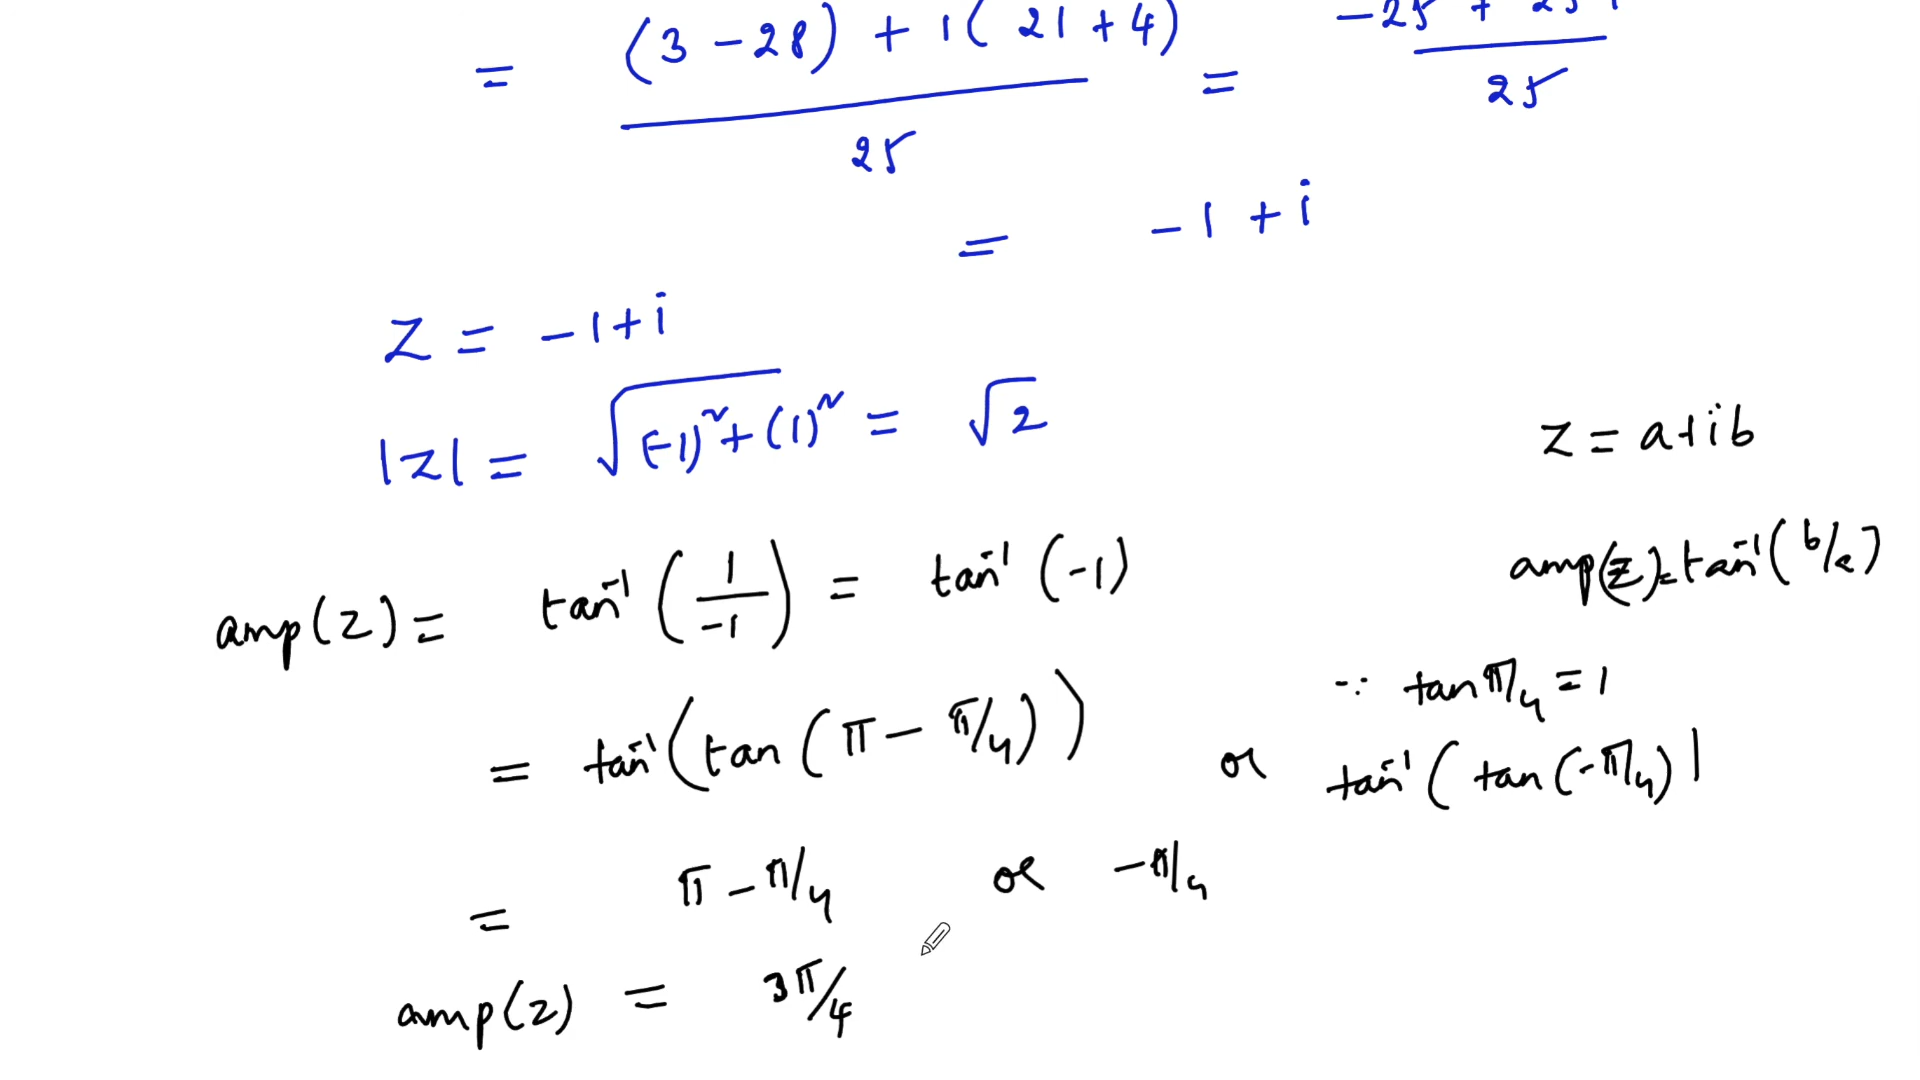 = (3 - 28) + i(21 + 4) / 25 = -25 + 25i / 25
= -1 + i
z = -1 + i
|z| = √((-1)² + (1)²) = √2
z = a + ib
amp(z) = tan⁻¹(1/-1) = tan⁻¹(-1)
amp(z) = tan⁻¹(b/a)
∵ tan π/4 = 1
= tan⁻¹(tan(π - π/4)) or tan⁻¹(tan(-π/4))
= π - π/4 or -π/4
amp(z) = 3π/4